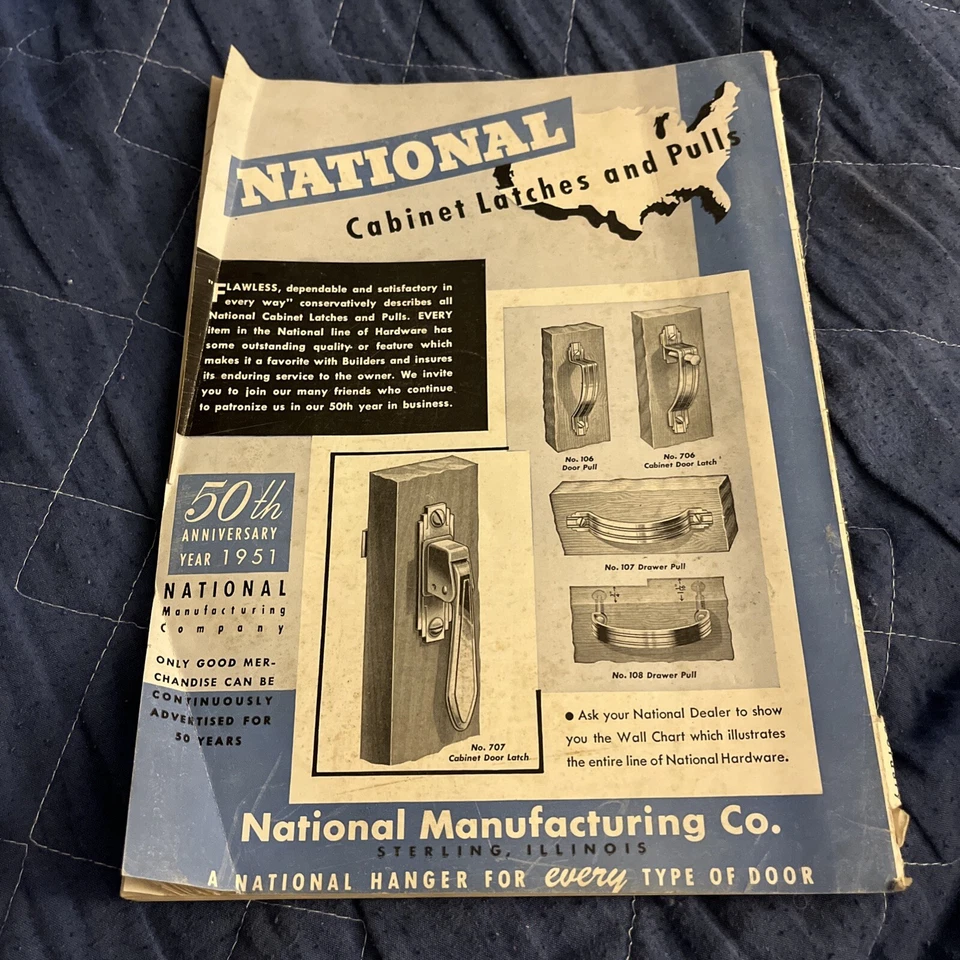 NATIONAL
Cabinet Latches and Pulls
"FLAWLESS, dependable and satisfactory in
every way" conservatively describes all
National Cabinet Latches and Pulls. EVERY
item in the National line of Hardware has
some outstanding quality or feature which
makes it a favorite with Builders and insures
its enduring service to the owner. We invite
you to join our many friends who continue
to patronize us in our 50th year in business.
No. 106
Door Pull
No. 706
Cabinet Door Latch
No. 107 Drawer Pull
No. 108 Drawer Pull
No. 707
Cabinet Door Latch
50th
ANNIVERSARY
YEAR 1951
NATIONAL
Manufacturing
Company
ONLY GOOD MER-
CHANDISE CAN BE
CONTINUOUSLY
ADVERTISED FOR
50 YEARS
● Ask your National Dealer to show
you the Wall Chart which illustrates
the entire line of National Hardware.
National Manufacturing Co.
STERLING, ILLINOIS
A NATIONAL HANGER FOR every TYPE OF DOOR